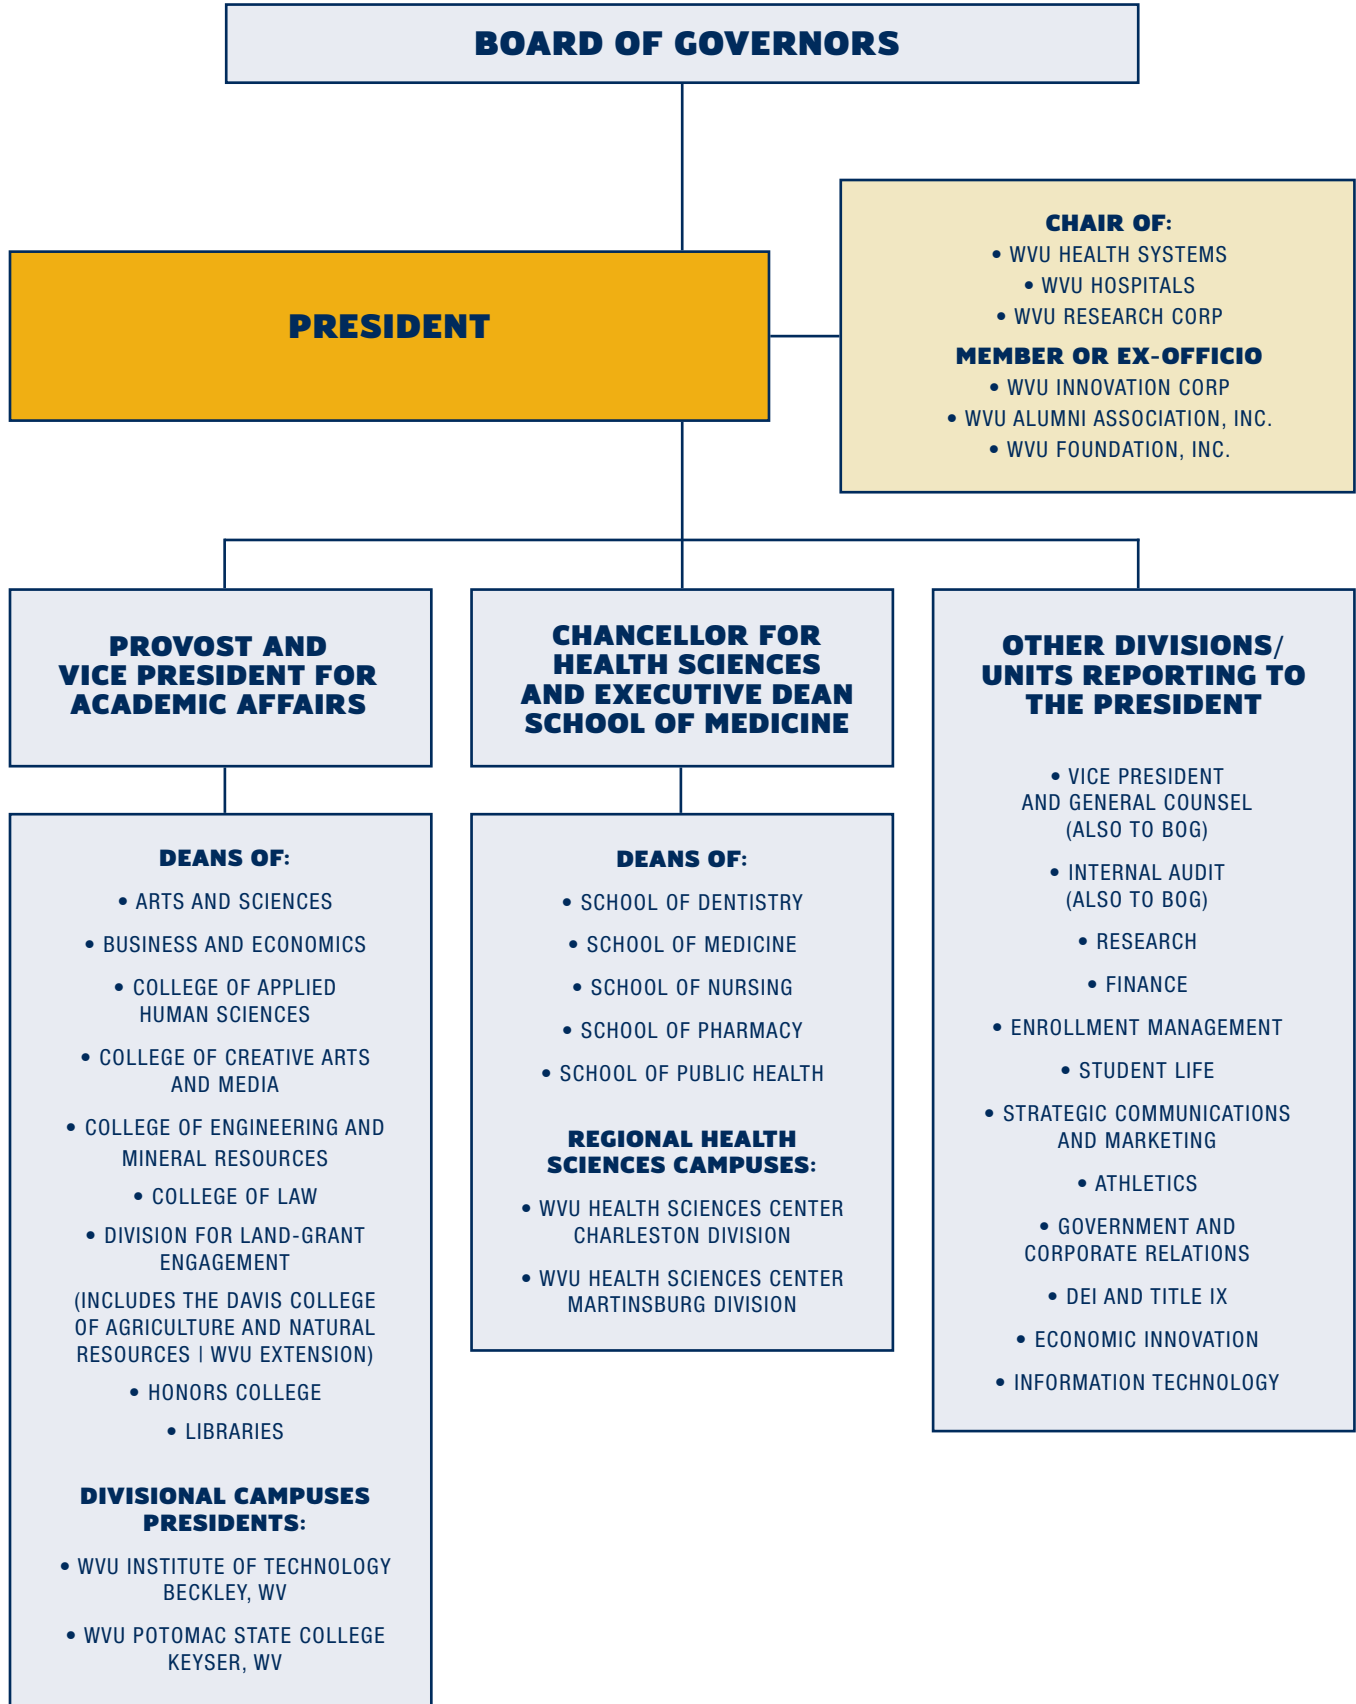 BOARD OF GOVERNORS
CHAIR OF:
• WVU HEALTH SYSTEMS
• WVU HOSPITALS
• WVU RESEARCH CORP
MEMBER OR EX-OFFICIO
• WVU INNOVATION CORP
• WVU ALUMNI ASSOCIATION, INC.
• WVU FOUNDATION, INC.
PRESIDENT
PROVOST AND
VICE PRESIDENT FOR
ACADEMIC AFFAIRS
DEANS OF:
• ARTS AND SCIENCES
• BUSINESS AND ECONOMICS
• COLLEGE OF APPLIED
HUMAN SCIENCES
• COLLEGE OF CREATIVE ARTS
AND MEDIA
• COLLEGE OF ENGINEERING AND
MINERAL RESOURCES
• COLLEGE OF LAW
• DIVISION FOR LAND-GRANT
ENGAGEMENT
(INCLUDES THE DAVIS COLLEGE
OF AGRICULTURE AND NATURAL
RESOURCES | WVU EXTENSION)
• HONORS COLLEGE
• LIBRARIES
DIVISIONAL CAMPUSES
PRESIDENTS:
• WVU INSTITUTE OF TECHNOLOGY
BECKLEY, WV
• WVU POTOMAC STATE COLLEGE
KEYSER, WV
CHANCELLOR FOR
HEALTH SCIENCES
AND EXECUTIVE DEAN
SCHOOL OF MEDICINE
DEANS OF:
• SCHOOL OF DENTISTRY
• SCHOOL OF MEDICINE
• SCHOOL OF NURSING
• SCHOOL OF PHARMACY
• SCHOOL OF PUBLIC HEALTH
REGIONAL HEALTH
SCIENCES CAMPUSES:
• WVU HEALTH SCIENCES CENTER
CHARLESTON DIVISION
• WVU HEALTH SCIENCES CENTER
MARTINSBURG DIVISION
OTHER DIVISIONS/
UNITS REPORTING TO
THE PRESIDENT
• VICE PRESIDENT
AND GENERAL COUNSEL
(ALSO TO BOG)
• INTERNAL AUDIT
(ALSO TO BOG)
• RESEARCH
• FINANCE
• ENROLLMENT MANAGEMENT
• STUDENT LIFE
• STRATEGIC COMMUNICATIONS
AND MARKETING
• ATHLETICS
• GOVERNMENT AND
CORPORATE RELATIONS
• DEI AND TITLE IX
• ECONOMIC INNOVATION
• INFORMATION TECHNOLOGY